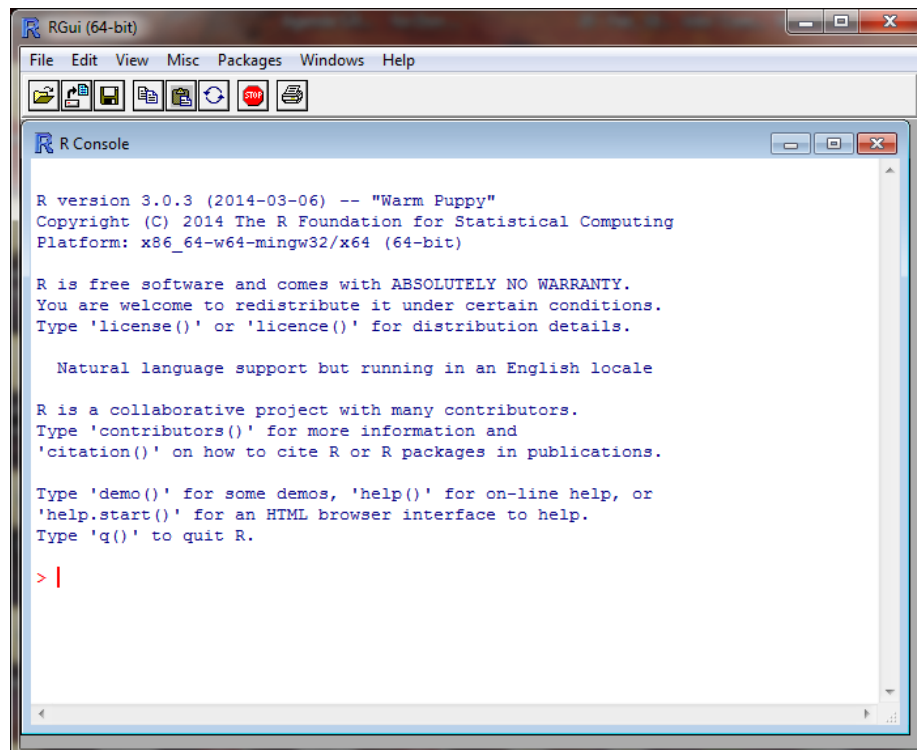 RGui (64-bit)
File Edit View Misc Packages Windows Help
STOP
R Console
R version 3.0.3 (2014-03-06) -- "Warm Puppy"
Copyright (C) 2014 The R Foundation for Statistical Computing
Platform: x86_64-w64-mingw32/x64 (64-bit)
R is free software and comes with ABSOLUTELY NO WARRANTY.
You are welcome to redistribute it under certain conditions.
Type 'license()' or 'licence()' for distribution details.
Natural language support but running in an English locale
R is a collaborative project with many contributors.
Type 'contributors()' for more information and
'citation()' on how to cite R or R packages in publications.
Type 'demo()' for some demos, 'help()' for on-line help, or
'help.start()' for an HTML browser interface to help.
Type 'q()' to quit R.
>